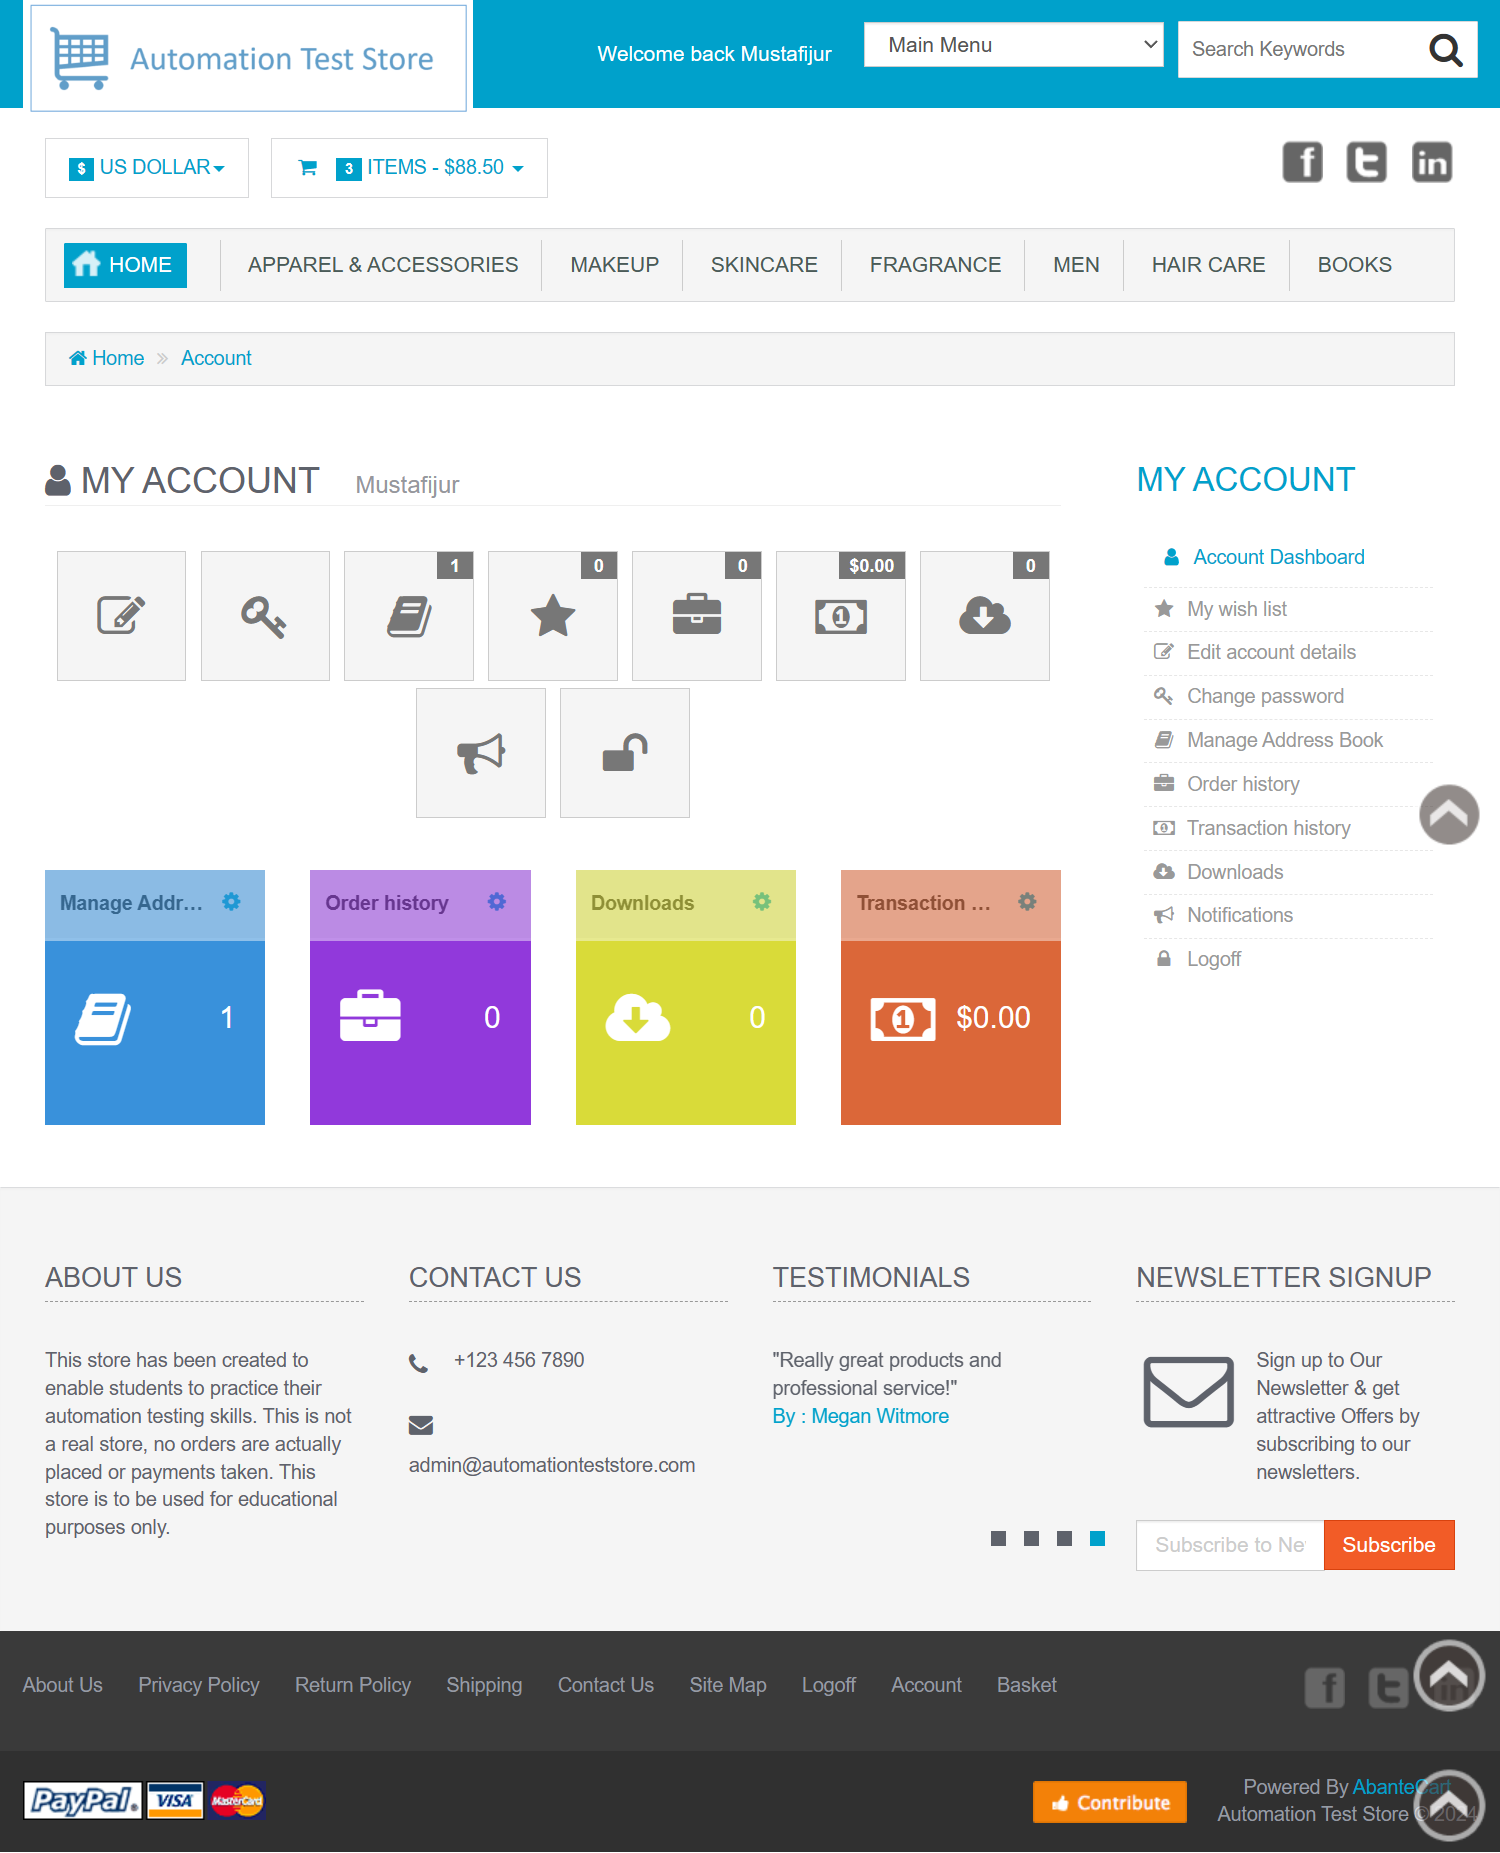 Automation Test Store
Welcome back Mustafijur
Main Menu
Search Keywords
$ US DOLLAR
3 ITEMS - $88.50
HOME
APPAREL & ACCESSORIES
MAKEUP
SKINCARE
FRAGRANCE
MEN
HAIR CARE
BOOKS
Home
Account
MY ACCOUNT Mustafijur
1
0
0
$0.00
0
Manage Addr...
1
Order history
0
Downloads
0
Transaction ...
$0.00
MY ACCOUNT
Account Dashboard
My wish list
Edit account details
Change password
Manage Address Book
Order history
Transaction history
Downloads
Notifications
Logoff
ABOUT US
This store has been created to
enable students to practice their
automation testing skills. This is not
a real store, no orders are actually
placed or payments taken. This
store is to be used for educational
purposes only.
CONTACT US
+123 456 7890
admin@automationteststore.com
TESTIMONIALS
"Really great products and
professional service!"
By : Megan Witmore
NEWSLETTER SIGNUP
Sign up to Our
Newsletter & get
attractive Offers by
subscribing to our
newsletters.
Subscribe to Ne
Subscribe
About Us
Privacy Policy
Return Policy
Shipping
Contact Us
Site Map
Logoff
Account
Basket
PayPal
VISA
MasterCard
Contribute
Powered By AbanteCart
Automation Test Store © 2024